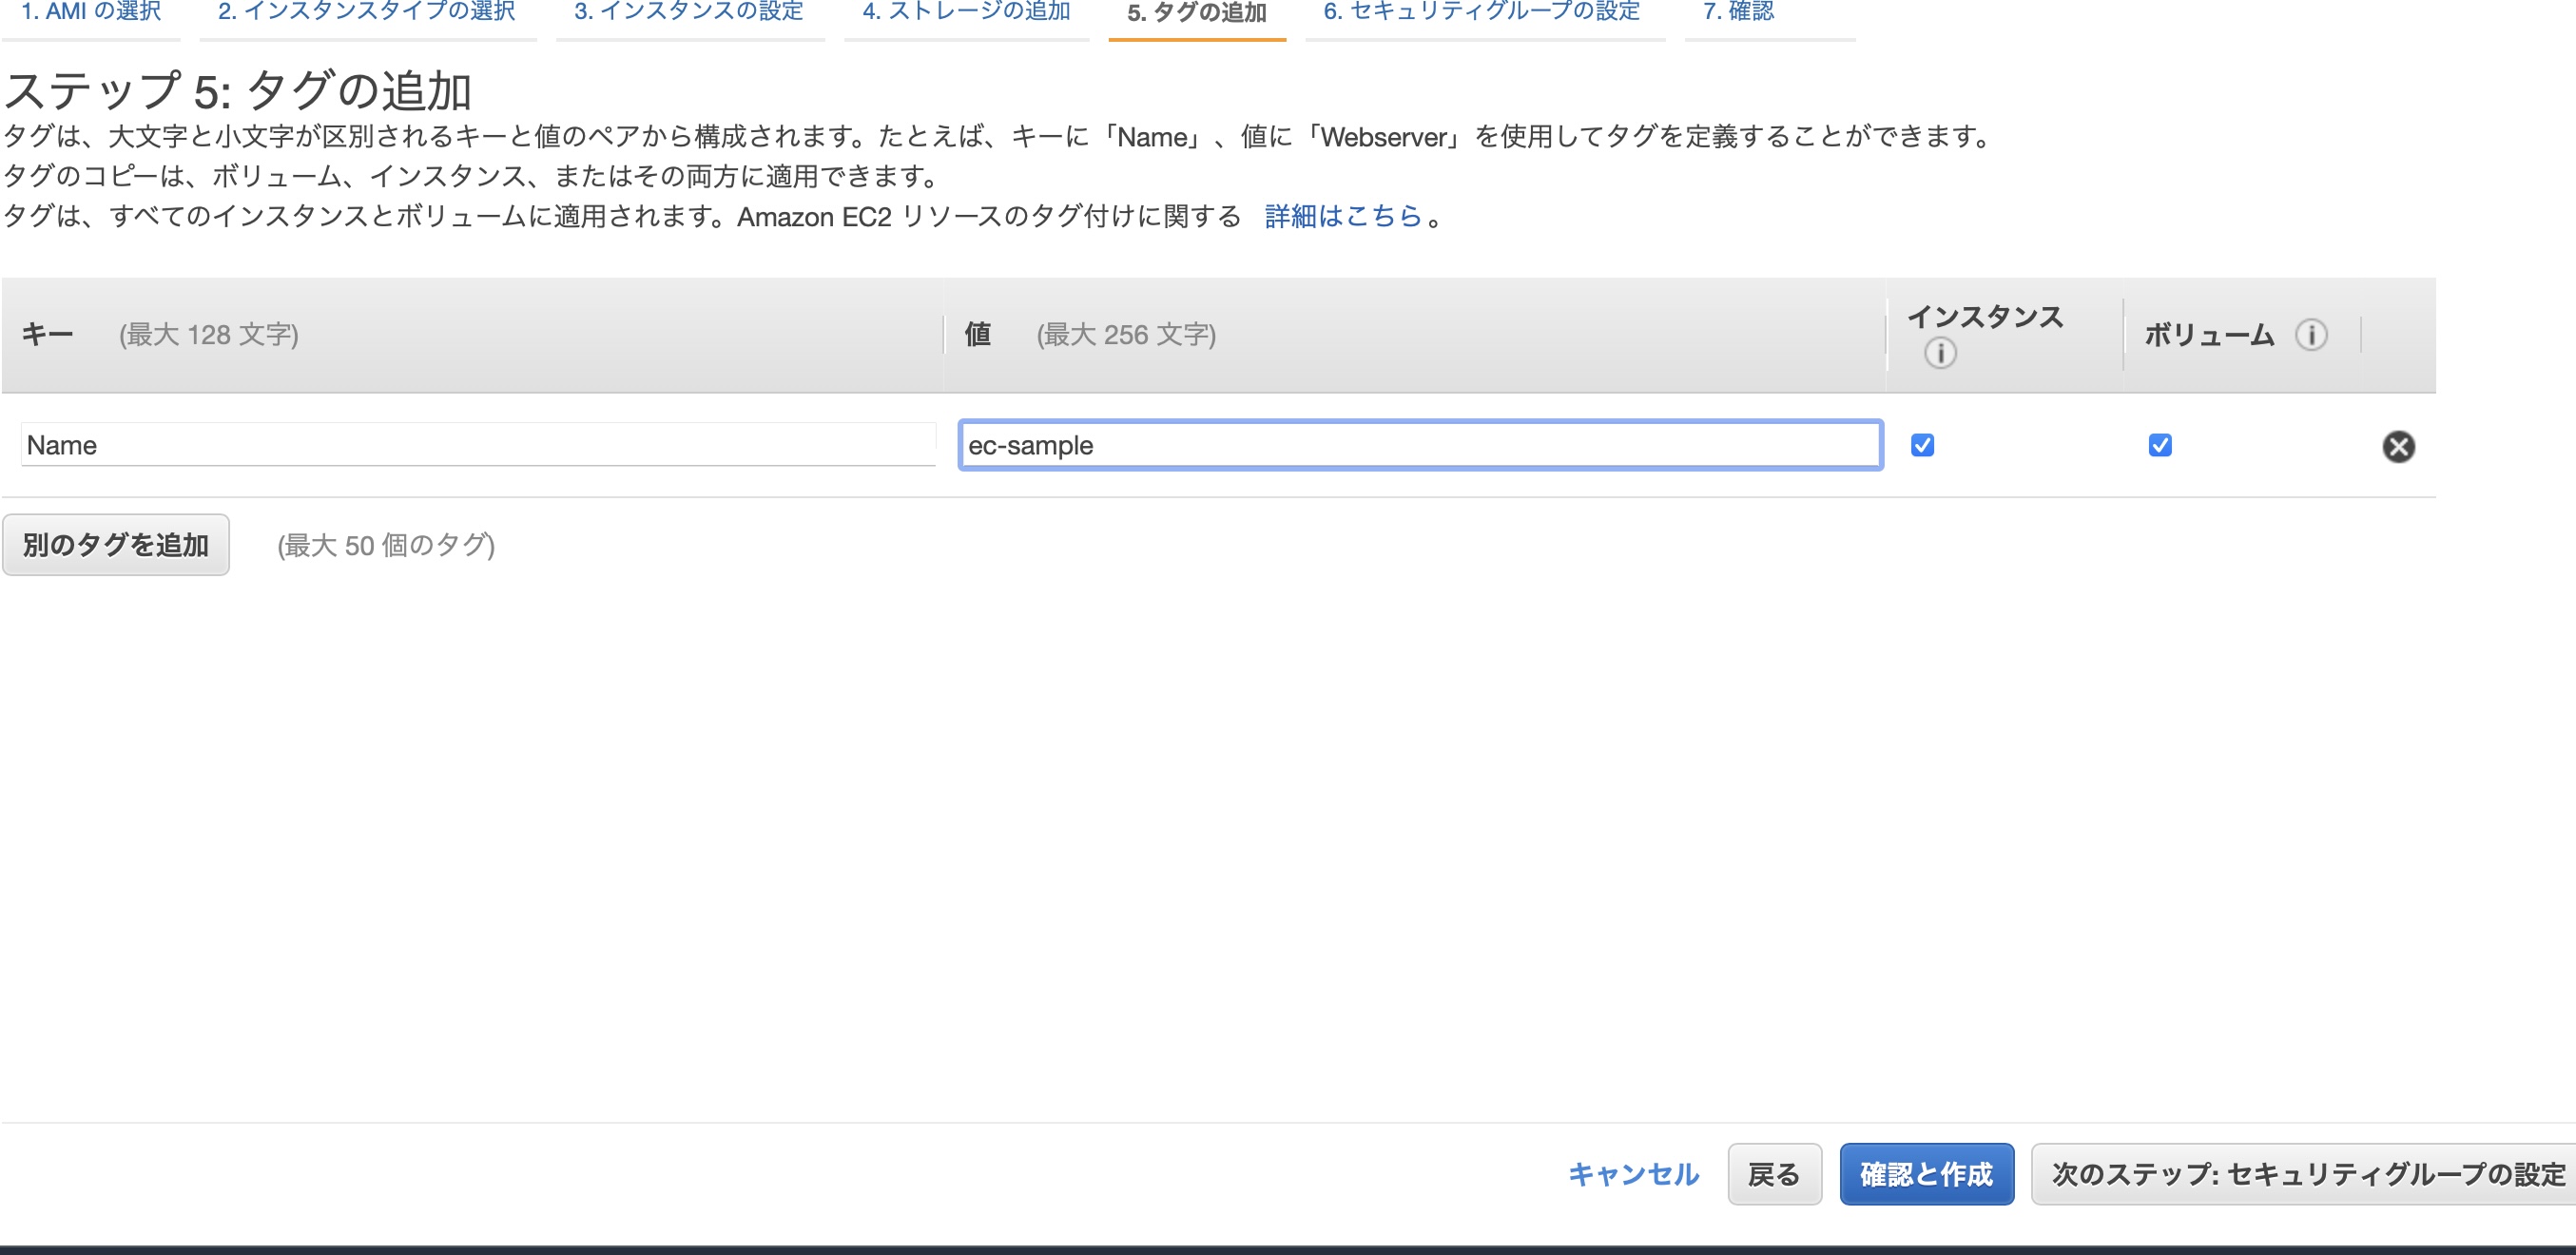 1. AMI の選択 2. インスタンスタイプの選択 3. インスタンスの設定 4. ストレージの追加 5. タグの追加 6. セキュリティグループの設定 7. 確認
ステップ 5: タグの追加
タグは、大文字と小文字が区別されるキーと値のペアから構成されます。たとえば、キーに「Name」、値に「Webserver」を使用してタグを定義することができます。
タグのコピーは、ボリューム、インスタンス、またはその両方に適用できます。
タグは、すべてのインスタンスとボリュームに適用されます。Amazon EC2 リソースのタグ付けに関する 詳細はこちら。
キー (最大 128 文字) 値 (最大 256 文字) インスタンス ボリューム
Name ec-sample
別のタグを追加 (最大 50 個のタグ)
キャンセル 戻る 確認と作成 次のステップ: セキュリティグループの設定